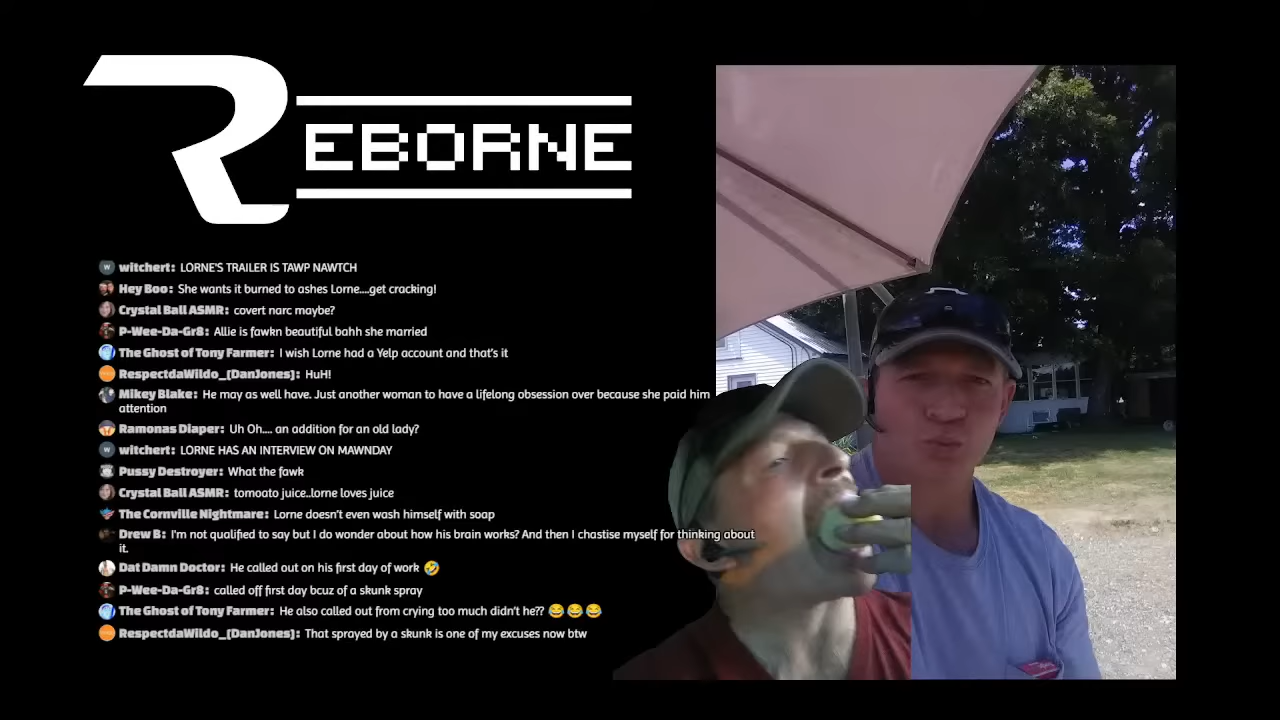 REBORNE
witchert: LORNE'S TRAILER IS TAWP NAWTCH
Hey Boo: She wants it burned to ashes Lorne....get cracking!
Crystal Ball ASMR: covert narc maybe?
P-Wee-Da-Gr8: Allie is fawkn beautiful bahh she married
The Ghost of Tony Farmer: I wish Lorne had a Yelp account and that's it
RespectdaWildo_(DanJones): HuH!
Mikey Blake: He may as well have. Just another woman to have a lifelong obsession over because she paid him
attention
Ramonas Diaper: Uh Oh.... an addition for an old lady?
witchert: LORNE HAS AN INTERVIEW ON MAWNDAY
Pussy Destroyer: What the fawk
Crystal Ball ASMR: tomoato juice..lorne loves juice
The Cornville Nightmare: Lorne doesn't even wash himself with soap
Drew B: I'm not qualified to say but I do wonder about how his brain works? And then I chastise myself for thinking about
it.
Dat Damn Doctor: He called out on his first day of work 🤣
P-Wee-Da-Gr8: called off first day bcuz of a skunk spray
The Ghost of Tony Farmer: He also called out from crying too much didn't he?? 😂 😂 😂
RespectdaWildo_(DanJones): That sprayed by a skunk is one of my excuses now btw